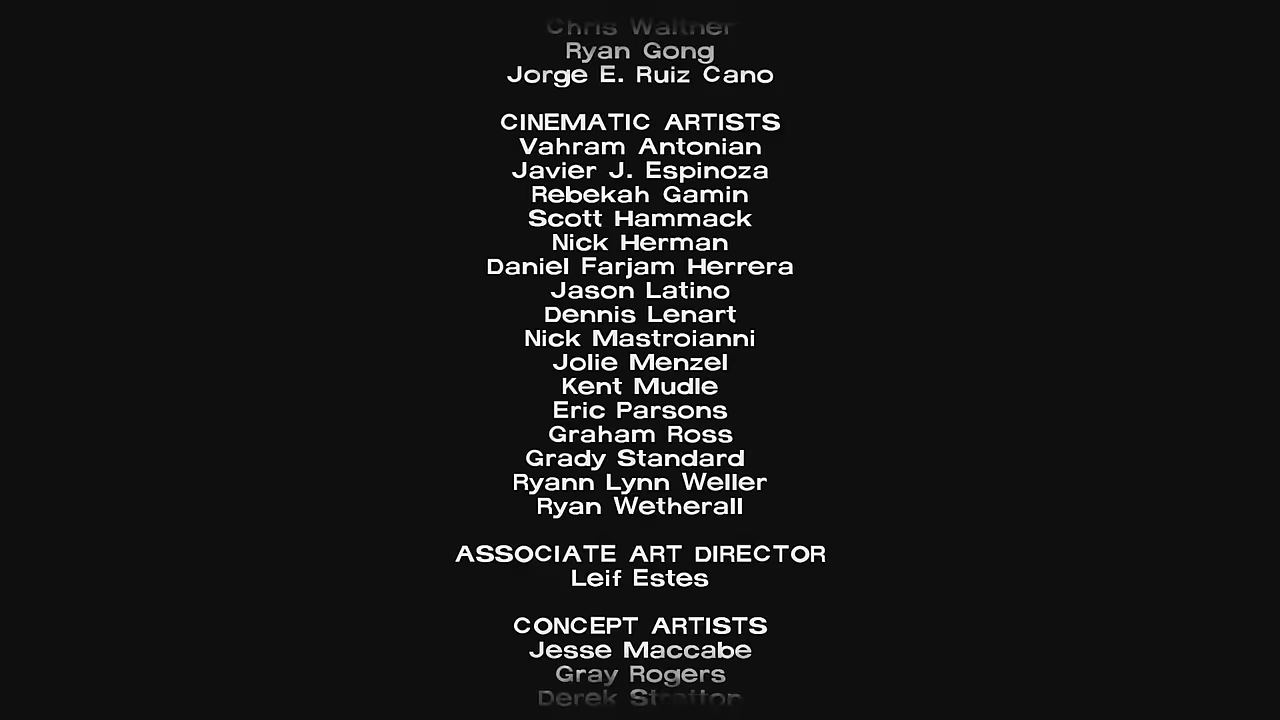 Chris Waltner
Ryan Gong
Jorge E. Ruiz Cano
CINEMATIC ARTISTS
Vahram Antonian
Javier J. Espinoza
Rebekah Gamin
Scott Hammack
Nick Herman
Daniel Farjam Herrera
Jason Latino
Dennis Lenart
Nick Mastroianni
Jolie Menzel
Kent Mudle
Eric Parsons
Graham Ross
Grady Standard
Ryann Lynn Weller
Ryan Wetherall
ASSOCIATE ART DIRECTOR
Leif Estes
CONCEPT ARTISTS
Jesse Maccabe
Gray Rogers
Derek Stratton